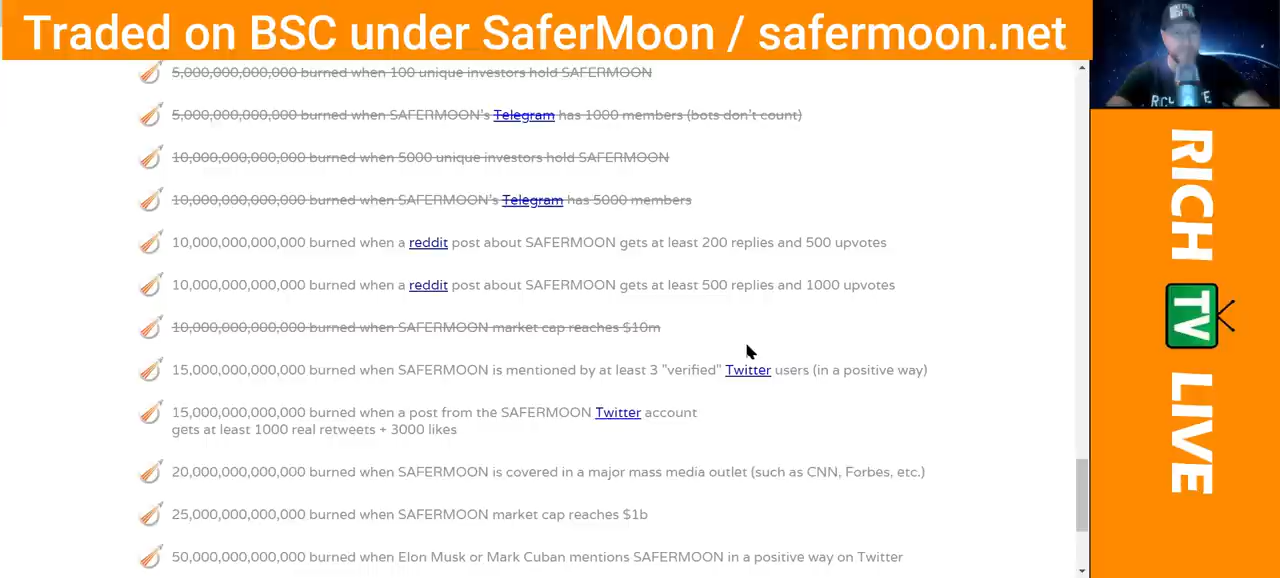 Traded on BSC under SaferMoon / safermoon.net
5,000,000,000,000 burned when 100 unique investors hold SAFERMOON
5,000,000,000,000 burned when SAFERMOON's Telegram has 1000 members (bots don't count)
10,000,000,000,000 burned when 5000 unique investors hold SAFERMOON
10,000,000,000,000 burned when SAFERMOON's Telegram has 5000 members
10,000,000,000,000 burned when a reddit post about SAFERMOON gets at least 200 replies and 500 upvotes
10,000,000,000,000 burned when a reddit post about SAFERMOON gets at least 500 replies and 1000 upvotes
10,000,000,000,000 burned when SAFERMOON market cap reaches $10m
15,000,000,000,000 burned when SAFERMOON is mentioned by at least 3 "verified" Twitter users (in a positive way)
15,000,000,000,000 burned when a post from the SAFERMOON Twitter account
gets at least 1000 real retweets + 3000 likes
20,000,000,000,000 burned when SAFERMOON is covered in a major mass media outlet (such as CNN, Forbes, etc.)
25,000,000,000,000 burned when SAFERMOON market cap reaches $1b
50,000,000,000,000 burned when Elon Musk or Mark Cuban mentions SAFERMOON in a positive way on Twitter
RICH
TV
LIVE